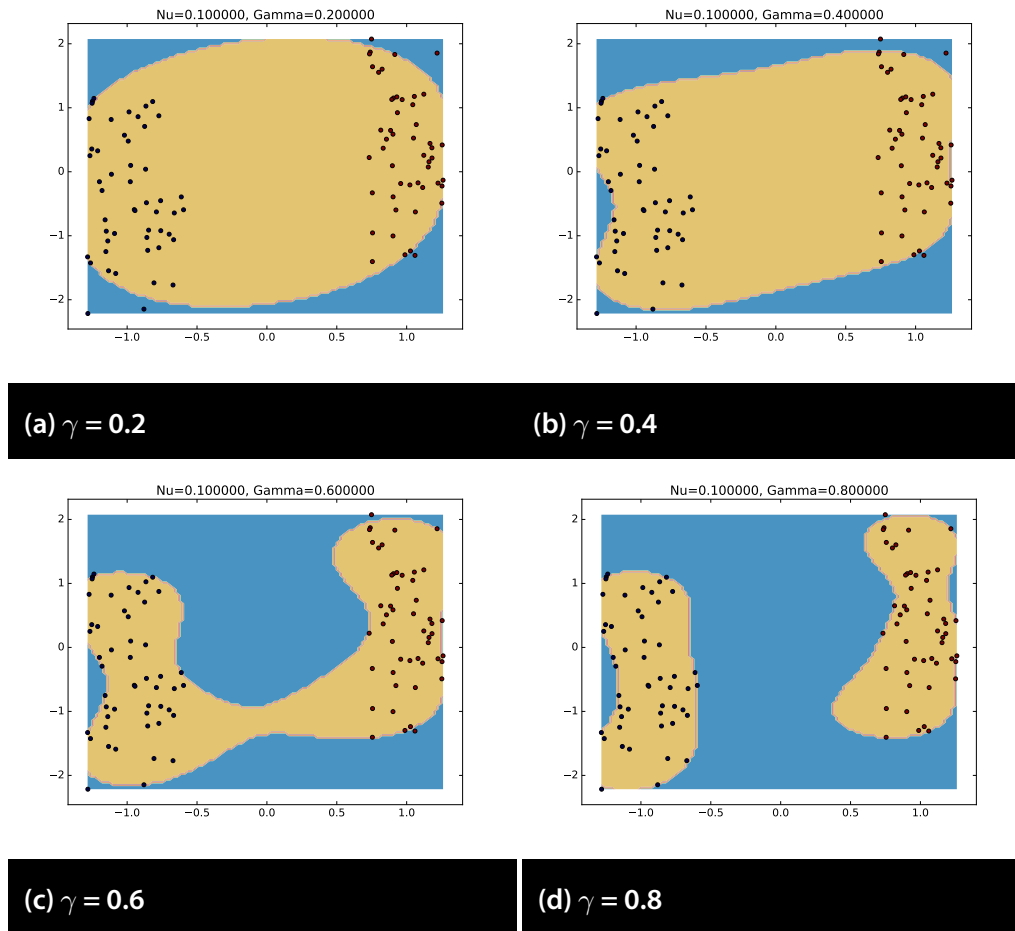 Nu=0.100000, Gamma=0.200000
2
1
0
−1
−2
−1.0 −0.5 0.0 0.5 1.0
(a) γ = 0.2
Nu=0.100000, Gamma=0.400000
2
1
0
−1
−2
−1.0 −0.5 0.0 0.5 1.0
(b) γ = 0.4
Nu=0.100000, Gamma=0.600000
2
1
0
−1
−2
−1.0 −0.5 0.0 0.5 1.0
(c) γ = 0.6
Nu=0.100000, Gamma=0.800000
2
1
0
−1
−2
−1.0 −0.5 0.0 0.5 1.0
(d) γ = 0.8